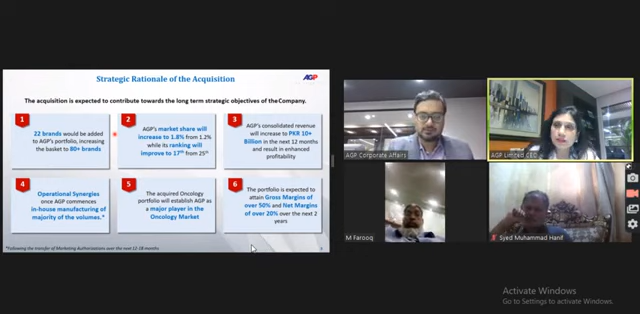 Strategic Rationale of the Acquisition
AGP
The acquisition is expected to contribute towards the long term strategic objectives of the Company.
1
22 brands would be
added to
AGP's portfolio, increasing
the basket to 80+ brands
2
AGP's market share will
increase to 1.8% from 1.2%
while its ranking will
improve to 17th from 25th
3
AGP's consolidated revenue
will increase to PKR 10+
Billion in the next 12 months
and result in enhanced
profitability
4
Operational Synergies
once AGP commences
in-house manufacturing of
majority of the volumes.*
5
The acquired Oncology
portfolio will establish AGP as
a major player in the
Oncology Market
6
The portfolio is expected to
attain Gross Margins of
over 50% and Net Margins
of over 20% over the next 2
years
*Following the transfer of Marketing Authorizations over the next 12-18 months.
AGP Corporate Affairs
AGP Limited CEO
M Farooq
Syed Muhammad Hanif
Activate Windows
Go to Settings to activate Windows.